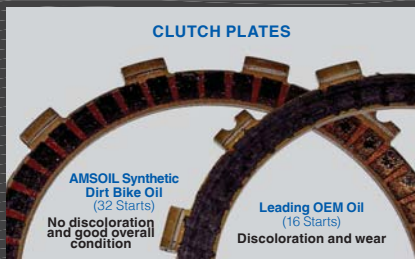 CLUTCH PLATES
AMSOIL Synthetic
Dirt Bike Oil
(32 Starts)
No discoloration
and good overall
condition
Leading OEM Oil
(16 Starts)
Discoloration and wear